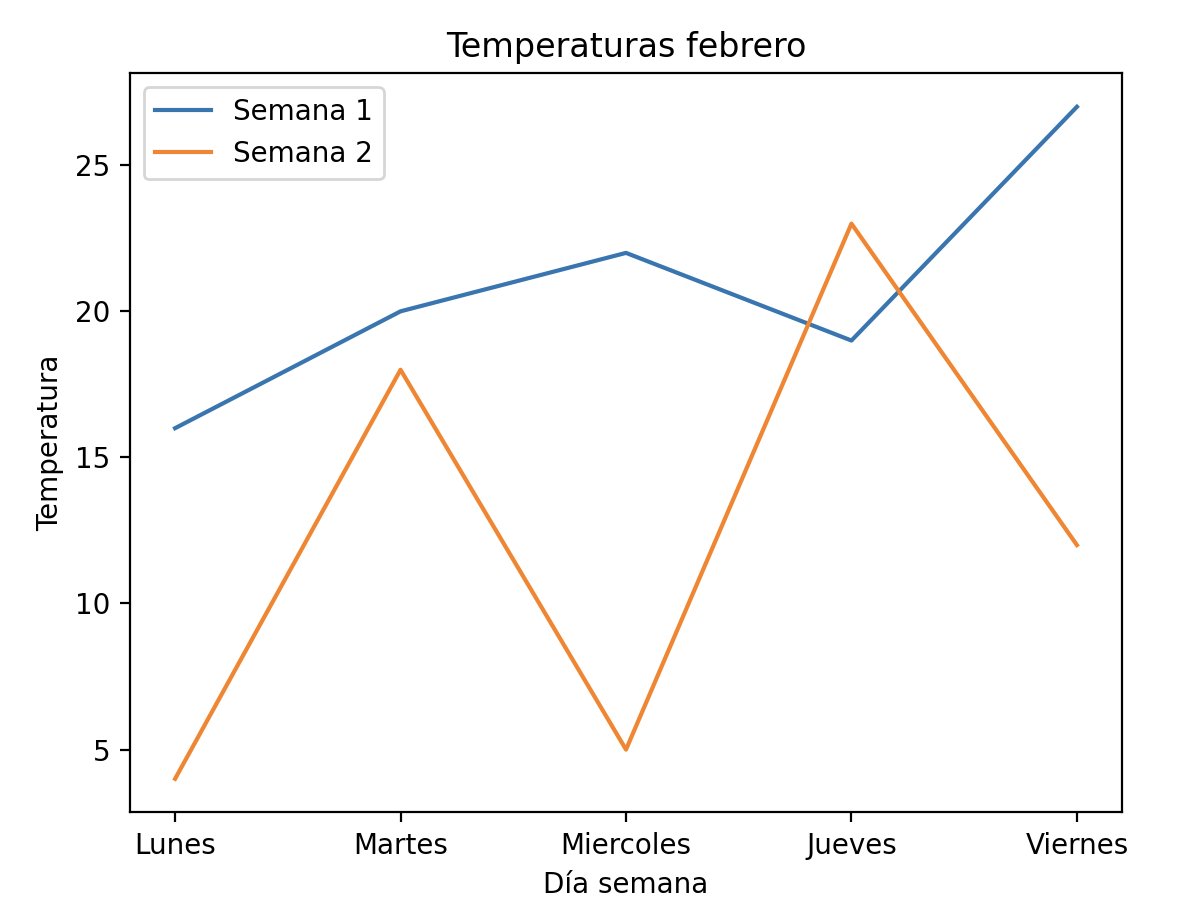 Temperaturas febrero
Semana 1
Semana 2
25
20
15
10
5
Temperatura
Lunes
Martes
Miercoles
Jueves
Viernes
Día semana